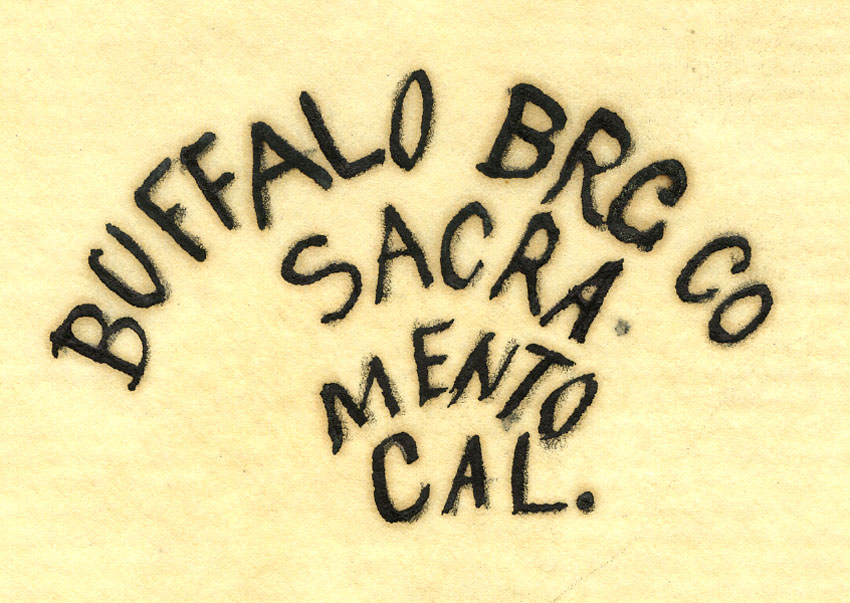 BUFFALO BRG CO
SACRA.
MENTO
CAL.